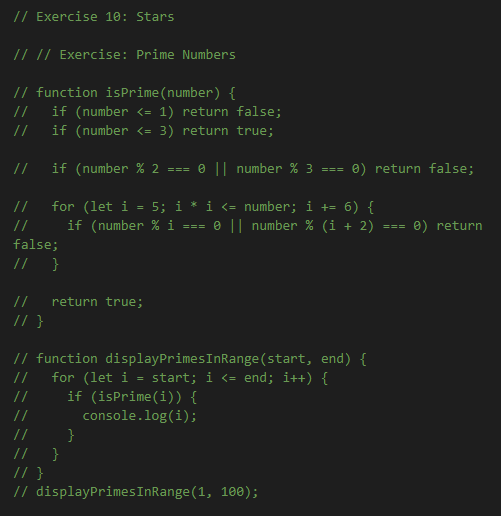 // Exercise 10: Stars
// // Exercise: Prime Numbers
// function isPrime(number) {
//   if (number <= 1) return false;
//   if (number <= 3) return true;
//   if (number % 2 === 0 || number % 3 === 0) return false;
//   for (let i = 5; i * i <= number; i += 6) {
//     if (number % i === 0 || number % (i + 2) === 0) return
false;
//   }
//   return true;
// }
// function displayPrimesInRange(start, end) {
//   for (let i = start; i <= end; i++) {
//     if (isPrime(i)) {
//       console.log(i);
//     }
//   }
// }
// displayPrimesInRange(1, 100);